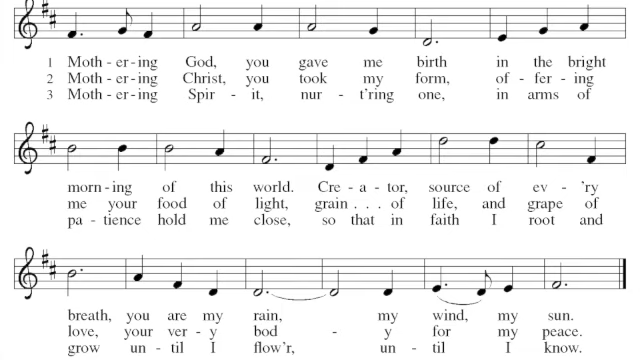 1 Moth - er - ing God, you gave me birth in the bright
2 Moth - er - ing Christ, you took my form, of - fer - ing
3 Moth - er - ing Spir - it, nur - t'ring one, in arms of
morn - ing of this world. Cre - a - tor, source of ev - 'ry
me your food of light, grain . . . of life, and grape of
pa - tience hold me close, so that in faith I root and
breath, you are my rain, my wind, my sun.
love, your ver - y bod - y for my peace.
grow un - til I flow'r, un - til I know.